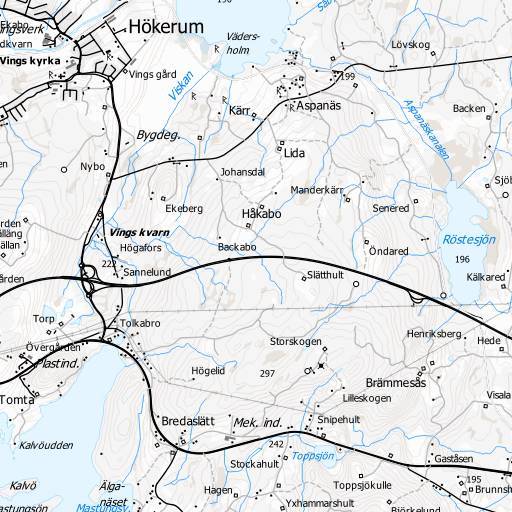 Ekabo
Hökerum
Väders-
holm
Lövskog
Vings kyrka
Vings gård
199
Viskan
Aspanäs
Aspanäskanalen
Backen
Kärr
Bygdeg.
Lida
Nybo
Johansdal
Manderkärr
Ekeberg
Håkabo
Senered
Vings kvarn
Röstesjön
Högafors
Backabo
Öndared
196
222
Sannelund
Slätthult
Kälkared
Torp
Tolkabro
Henriksberg
Hede
Övergården
Storskogen
Plastind.
Högelid
297
Brämmesås
Tomta
Lilleskogen
Visala
Bredaslätt
Mek. ind.
Snipehult
Kalvöudden
242
Toppsjön
Gaståsen
Stockahult
Kalvö
Älga-
näset
Hagen
Toppsjökulle
195
Yxhammarshult
Björkelund